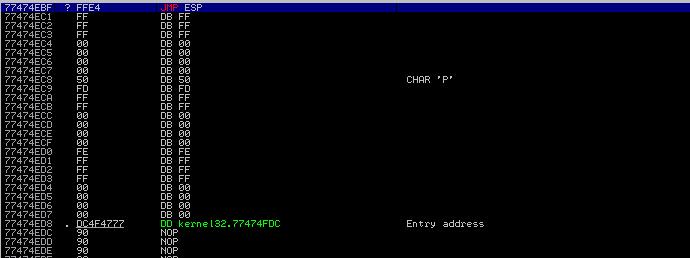 77474EBF ? FFE4 JMP ESP
77474EC1 FF DB FF
77474EC2 FF DB FF
77474EC3 FF DB FF
77474EC4 00 DB 00
77474EC5 00 DB 00
77474EC6 00 DB 00
77474EC7 00 DB 00
77474EC8 50 DB 50 CHAR 'P'
77474EC9 FD DB FD
77474ECA FF DB FF
77474ECB FF DB FF
77474ECC 00 DB 00
77474ECD 00 DB 00
77474ECE 00 DB 00
77474ECF 00 DB 00
77474ED0 FE DB FE
77474ED1 FF DB FF
77474ED2 FF DB FF
77474ED3 FF DB FF
77474ED4 00 DB 00
77474ED5 00 DB 00
77474ED6 00 DB 00
77474ED7 00 DB 00
77474ED8 . DC4F4777 DD kernel32.77474FDC Entry address
77474EDC 90 NOP
77474EDD 90 NOP
77474EDE 90 NOP